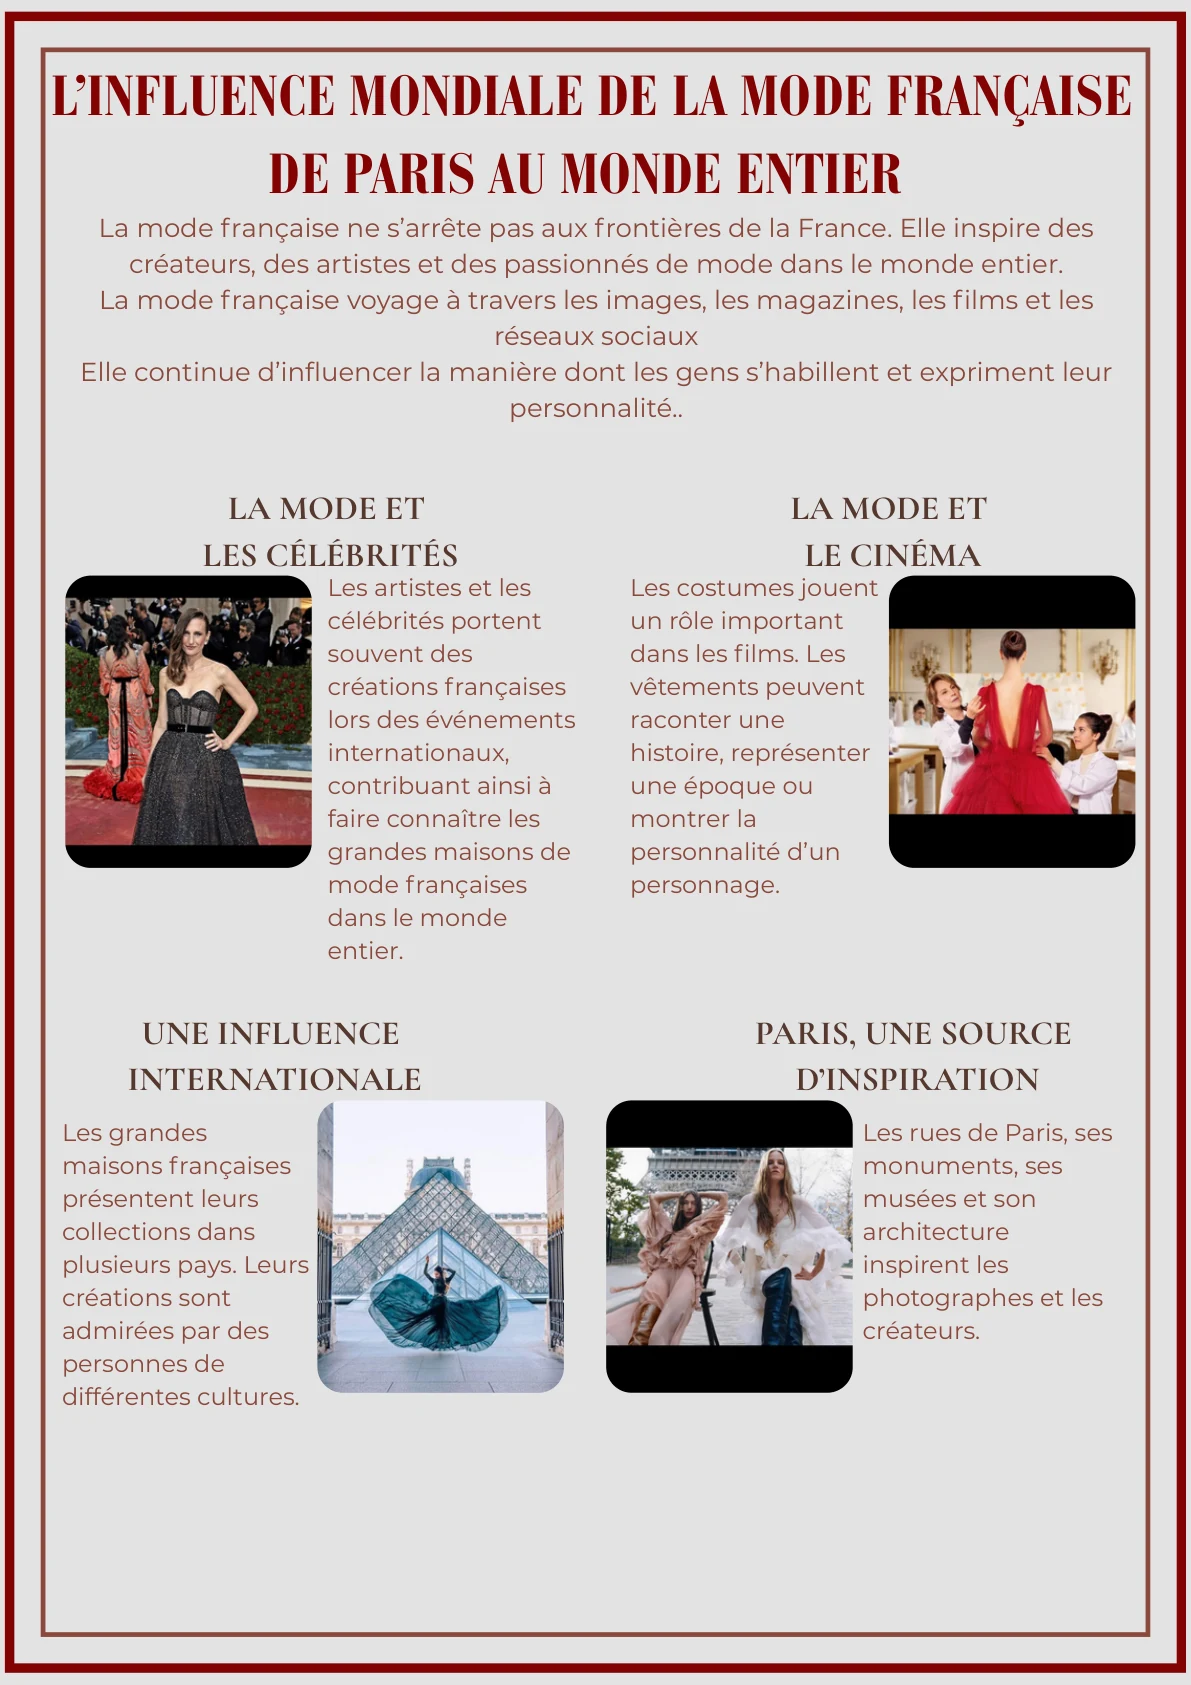 L’INFLUENCE MONDIALE DE LA MODE FRANÇAISE
DE PARIS AU MONDE ENTIER
La mode française ne s’arrête pas aux frontières de la France. Elle inspire des
créateurs, des artistes et des passionnés de mode dans le monde entier.
La mode française voyage à travers les images, les magazines, les films et les
réseaux sociaux
Elle continue d’influencer la manière dont les gens s’habillent et expriment leur
personnalité..
LA MODE ET
LES CÉLÉBRITÉS
Les artistes et les
célébrités portent
souvent des
créations françaises
lors des événements
internationaux,
contribuant ainsi à
faire connaître les
grandes maisons de
mode françaises
dans le monde
entier.
LA MODE ET
LE CINÉMA
Les costumes jouent
un rôle important
dans les films. Les
vêtements peuvent
raconter une
histoire, représenter
une époque ou
montrer la
personnalité d’un
personnage.
UNE INFLUENCE
INTERNATIONALE
Les grandes
maisons françaises
présentent leurs
collections dans
plusieurs pays. Leurs
créations sont
admirées par des
personnes de
différentes cultures.
PARIS, UNE SOURCE
D’INSPIRATION
Les rues de Paris, ses
monuments, ses
musées et son
architecture
inspirent les
photographes et les
créateurs.